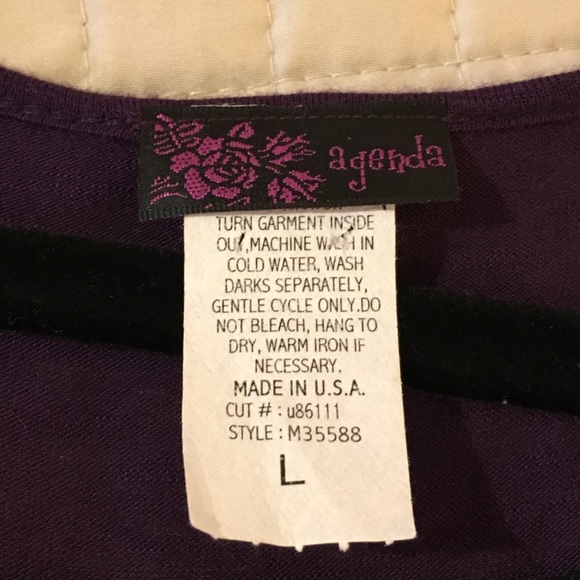 agenda
TURN GARMENT INSIDE
OUT,MACHINE WASH IN
COLD WATER, WASH
DARKS SEPARATELY,
GENTLE CYCLE ONLY.DO
NOT BLEACH, HANG TO
DRY, WARM IRON IF
NECESSARY.
MADE IN U.S.A.
CUT # : u86111
STYLE : M35588
L